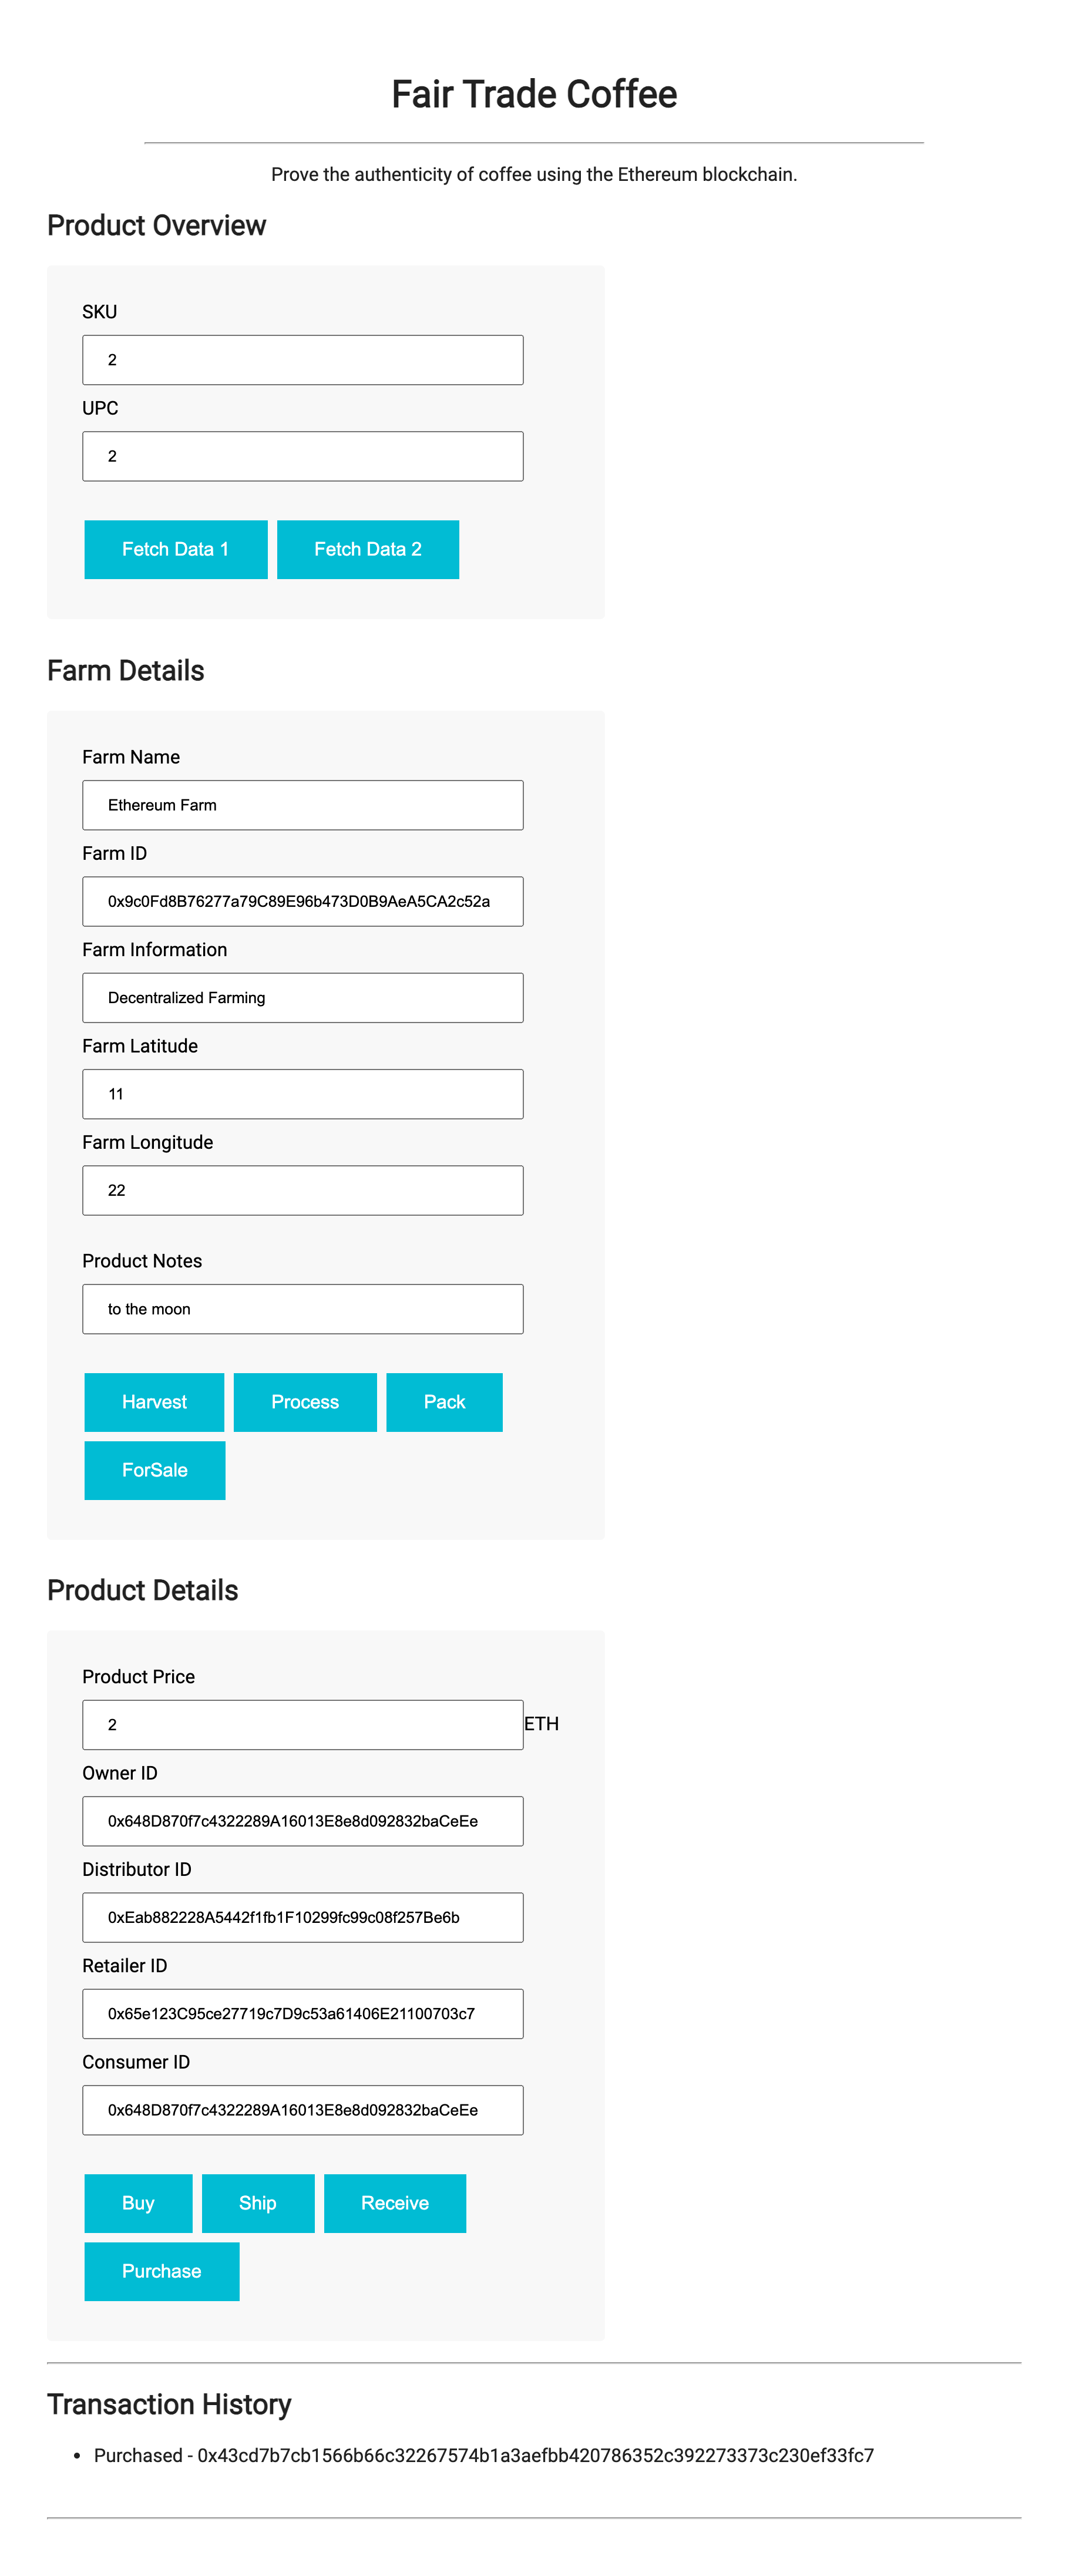 Fair Trade Coffee
Prove the authenticity of coffee using the Ethereum blockchain.
Product Overview
SKU
2
UPC
2
Fetch Data 1 Fetch Data 2
Farm Details
Farm Name
Ethereum Farm
Farm ID
0x9c0Fd8B76277a79C89E96b473D0B9AeA5CA2c52a
Farm Information
Decentralized Farming
Farm Latitude
11
Farm Longitude
22
Product Notes
to the moon
Harvest Process Pack
ForSale
Product Details
Product Price
2 ETH
Owner ID
0x648D870f7c4322289A16013E8e8d092832baCeEe
Distributor ID
0xEab882228A5442f1fb1F10299fc99c08f257Be6b
Retailer ID
0x65e123C95ce27719c7D9c53a61406E21100703c7
Consumer ID
0x648D870f7c4322289A16013E8e8d092832baCeEe
Buy Ship Receive
Purchase
Transaction History
• Purchased - 0x43cd7b7cb1566b66c32267574b1a3aefbb420786352c392273373c230ef33fc7